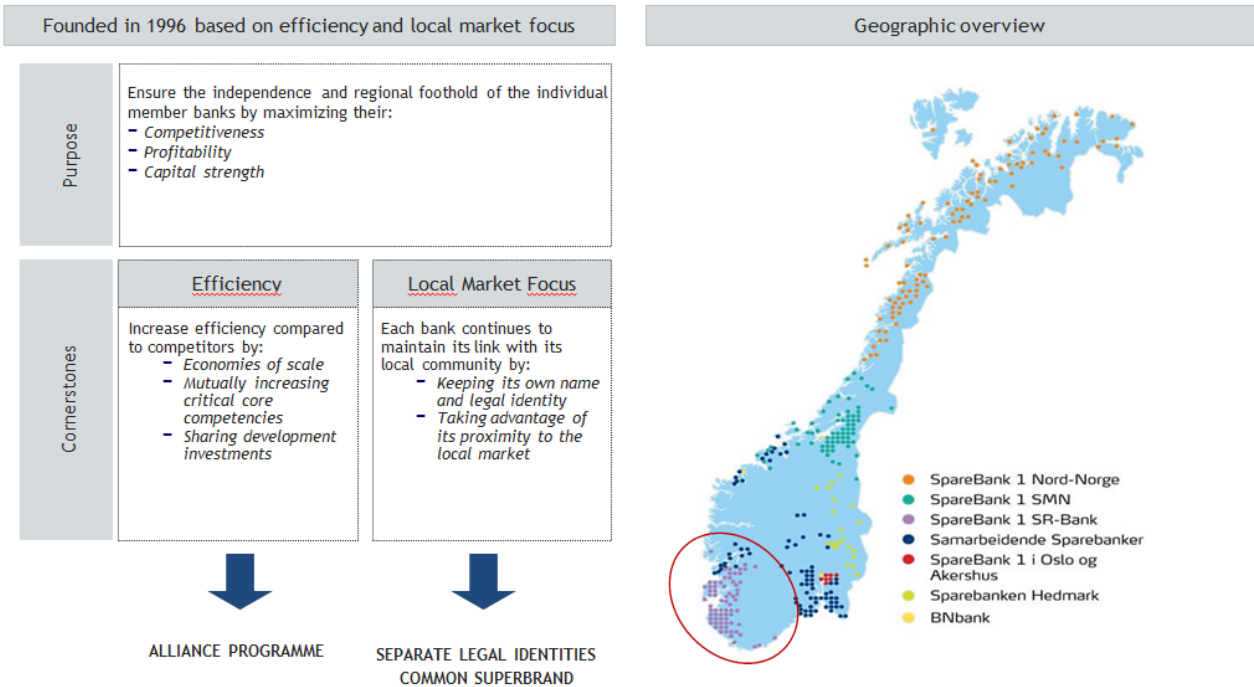 Founded in 1996 based on efficiency and local market focus
Purpose
Ensure the independence and regional foothold of the individual
member banks by maximizing their:
- Competitiveness
- Profitability
- Capital strength
Cornerstones
Efficiency
Increase efficiency compared
to competitors by:
- Economies of scale
- Mutually increasing
critical core
competencies
- Sharing development
investments
Local Market Focus
Each bank continues to
maintain its link with its
local community by:
- Keeping its own name
and legal identity
- Taking advantage of
its proximity to the
local market
ALLIANCE PROGRAMME
SEPARATE LEGAL IDENTITIES
COMMON SUPERBRAND
Geographic overview
SpareBank 1 Nord-Norge
SpareBank 1 SMN
SpareBank 1 SR-Bank
Samarbeidende Sparebanker
SpareBank 1 i Oslo og
Akershus
Sparebanken Hedmark
BNbank